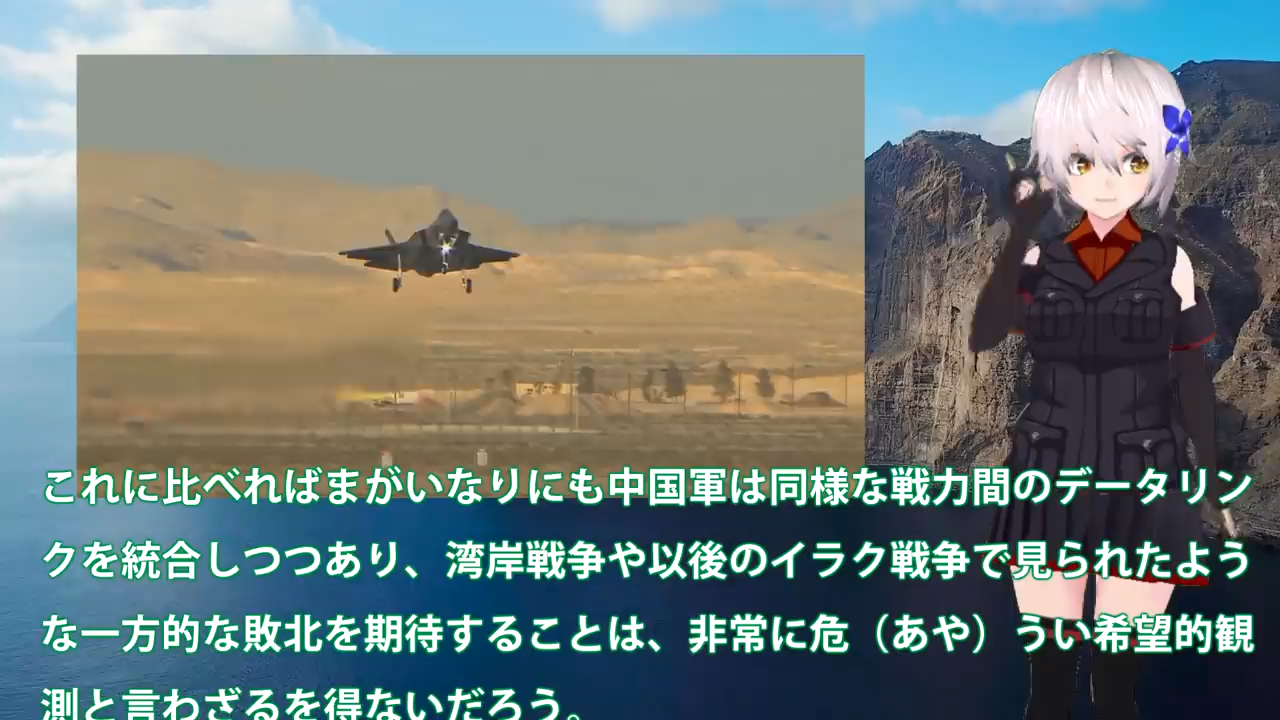 これに比べればまがいなりにも中国軍は同様な戦力間のデータリン
クを統合しつつあり、湾岸戦争や以後のイラク戦争で見られたよう
な一方的な敗北を期待することは、非常に危（あや）うい希望的観
測と言わざるを得ないだろう。